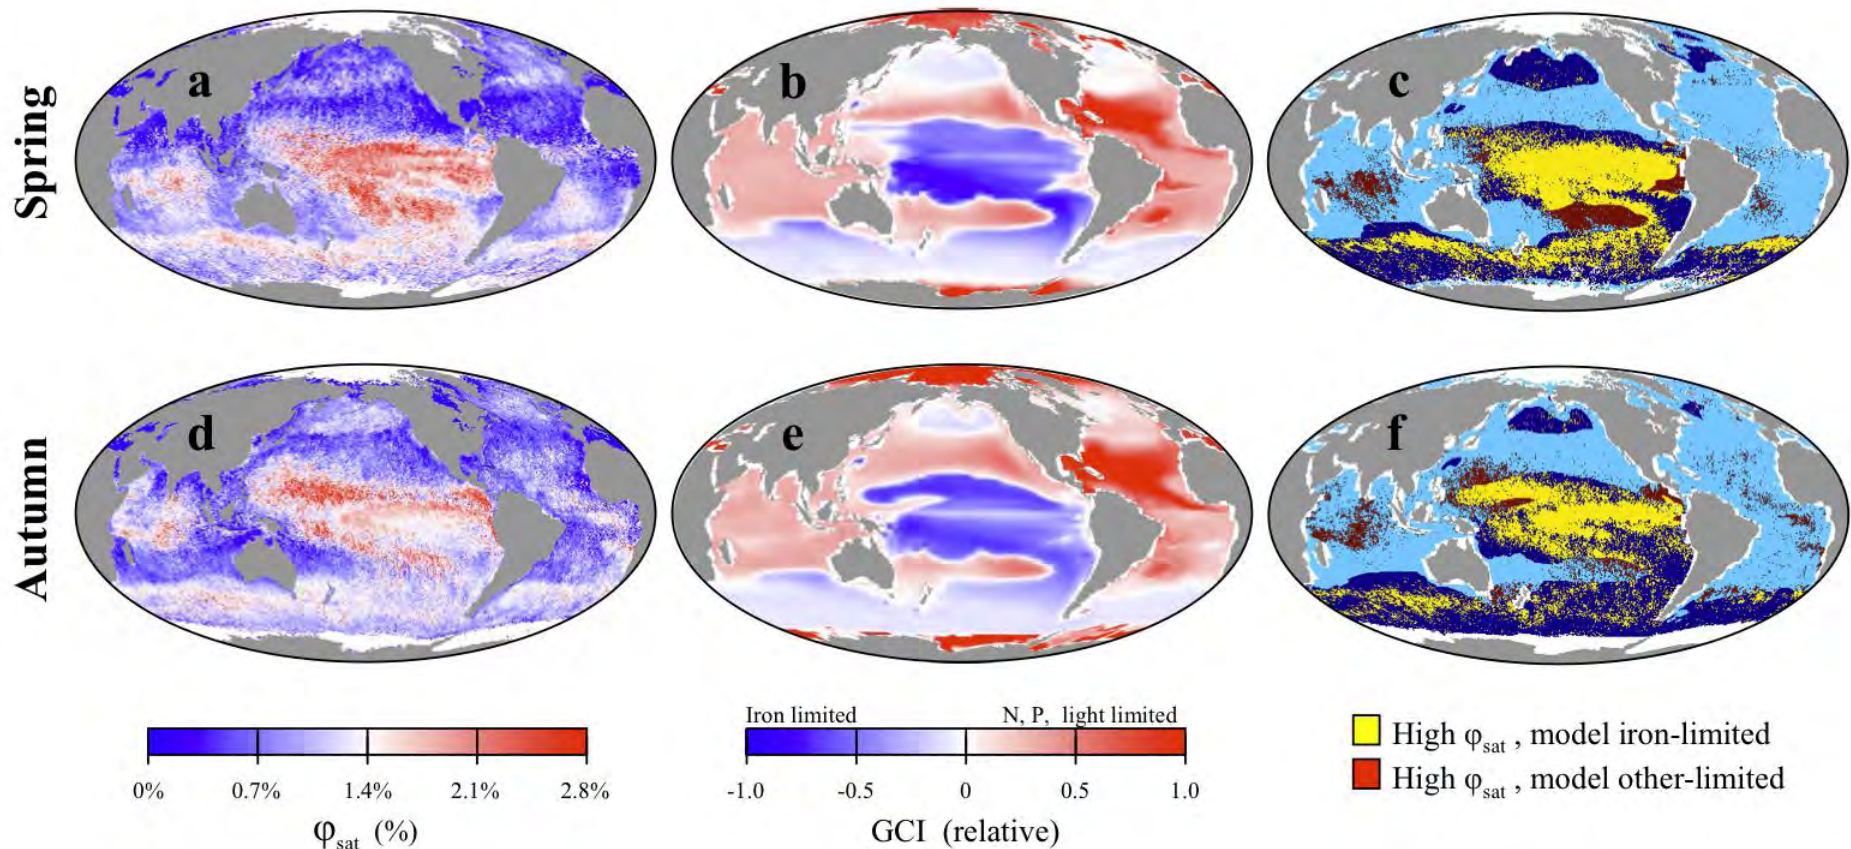 Spring
a
b
c
Autumn
d
e
f
Iron limited
N, P, light limited
0%
0.7%
1.4%
2.1%
2.8%
φsat (%)
-1.0
-0.5
0
0.5
1.0
GCI (relative)
High φsat , model iron-limited
High φsat , model other-limited